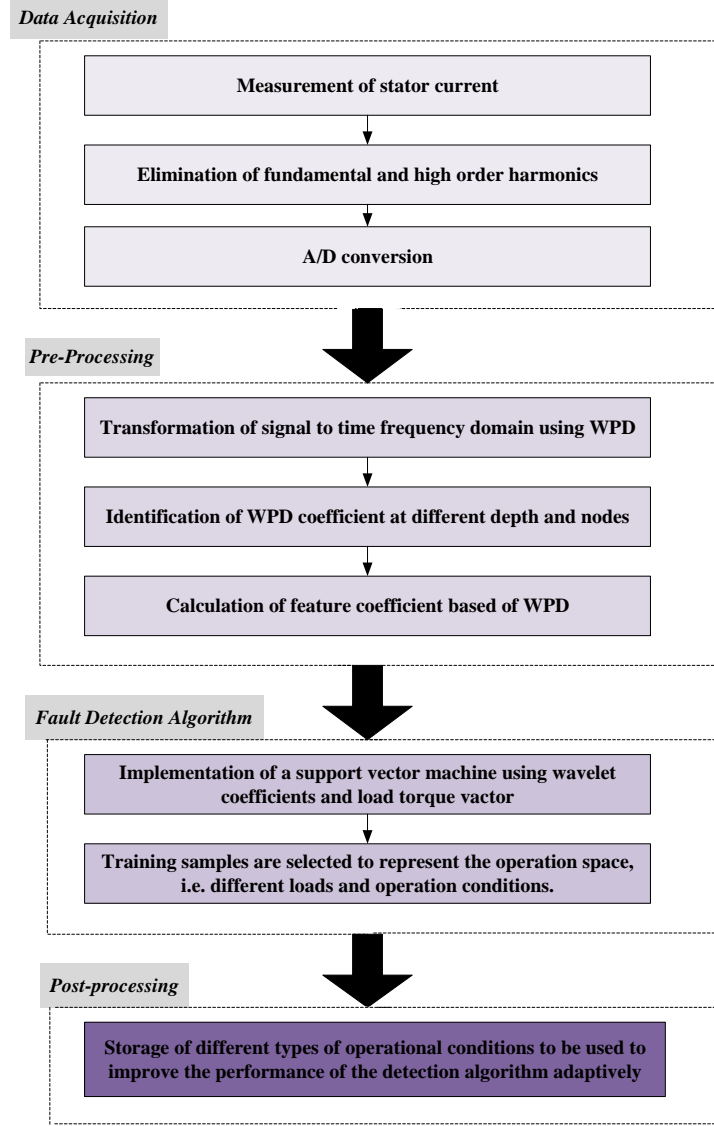 Data Acquisition
Measurement of stator current
Elimination of fundamental and high order harmonics
A/D conversion
Pre-Processing
Transformation of signal to time frequency domain using WPD
Identification of WPD coefficient at different depth and nodes
Calculation of feature coefficient based of WPD
Fault Detection Algorithm
Implementation of a support vector machine using wavelet
coefficients and load torque vactor
Training samples are selected to represent the operation space,
i.e. different loads and operation conditions.
Post-processing
Storage of different types of operational conditions to be used to
improve the performance of the detection algorithm adaptively